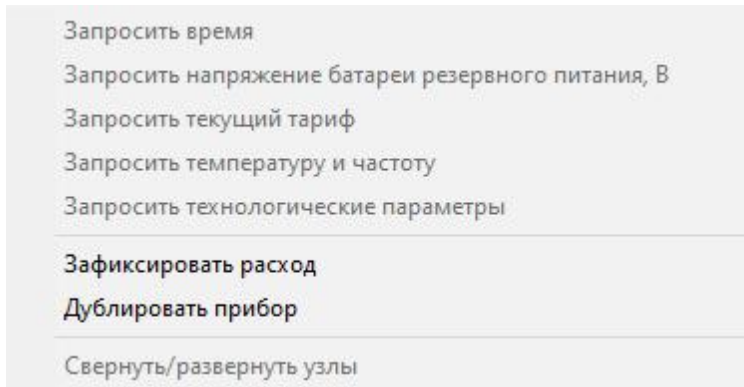 Запросить время
Запросить напряжение батареи резервного питания, В
Запросить текущий тариф
Запросить температуру и частоту
Запросить технологические параметры
Зафиксировать расход
Дублировать прибор
Свернуть/развернуть узлы